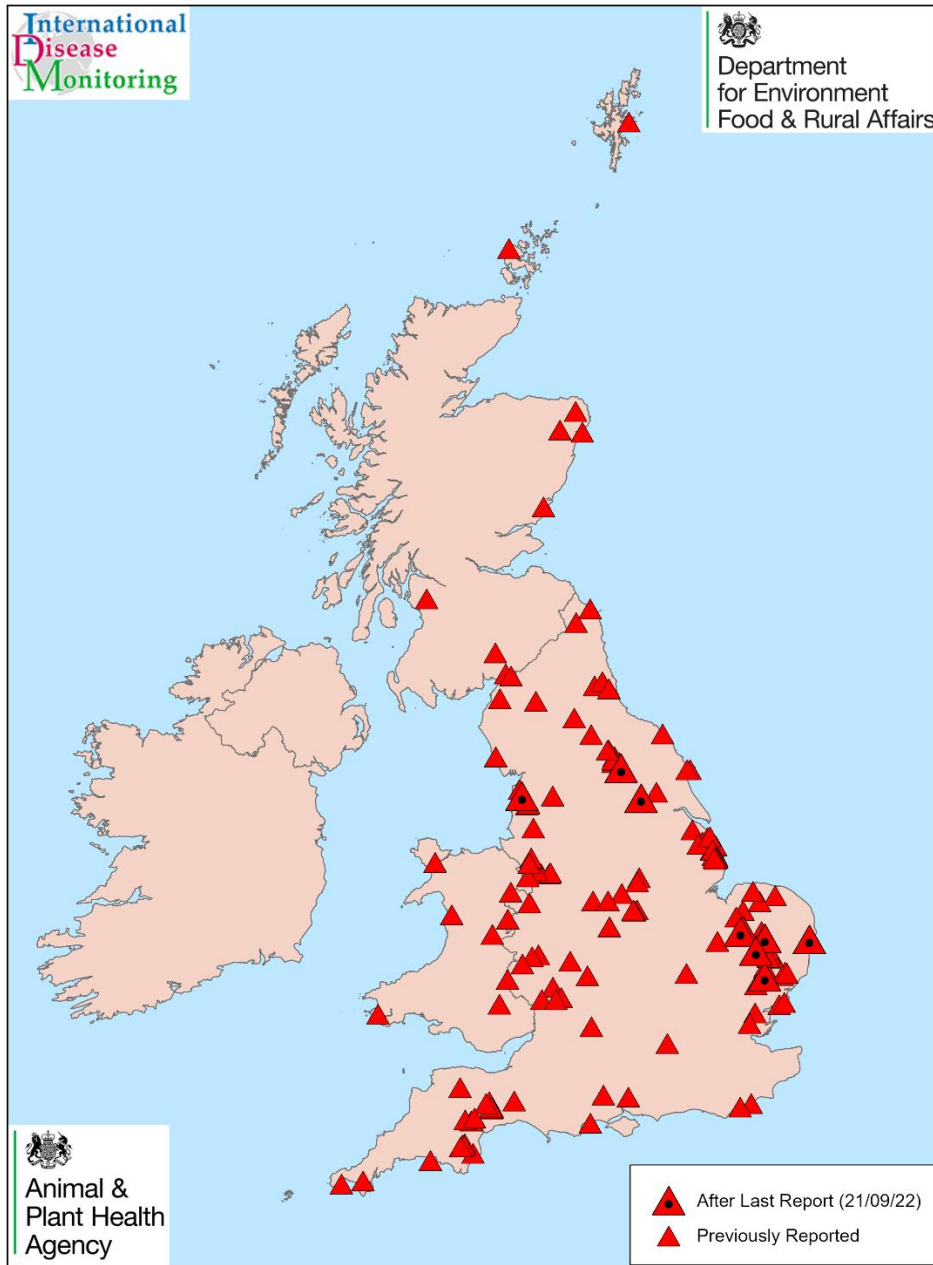 International
Disease
Monitoring
Department
for Environment
Food & Rural Affairs
Animal &
Plant Health
Agency
After Last Report (21/09/22)
Previously Reported